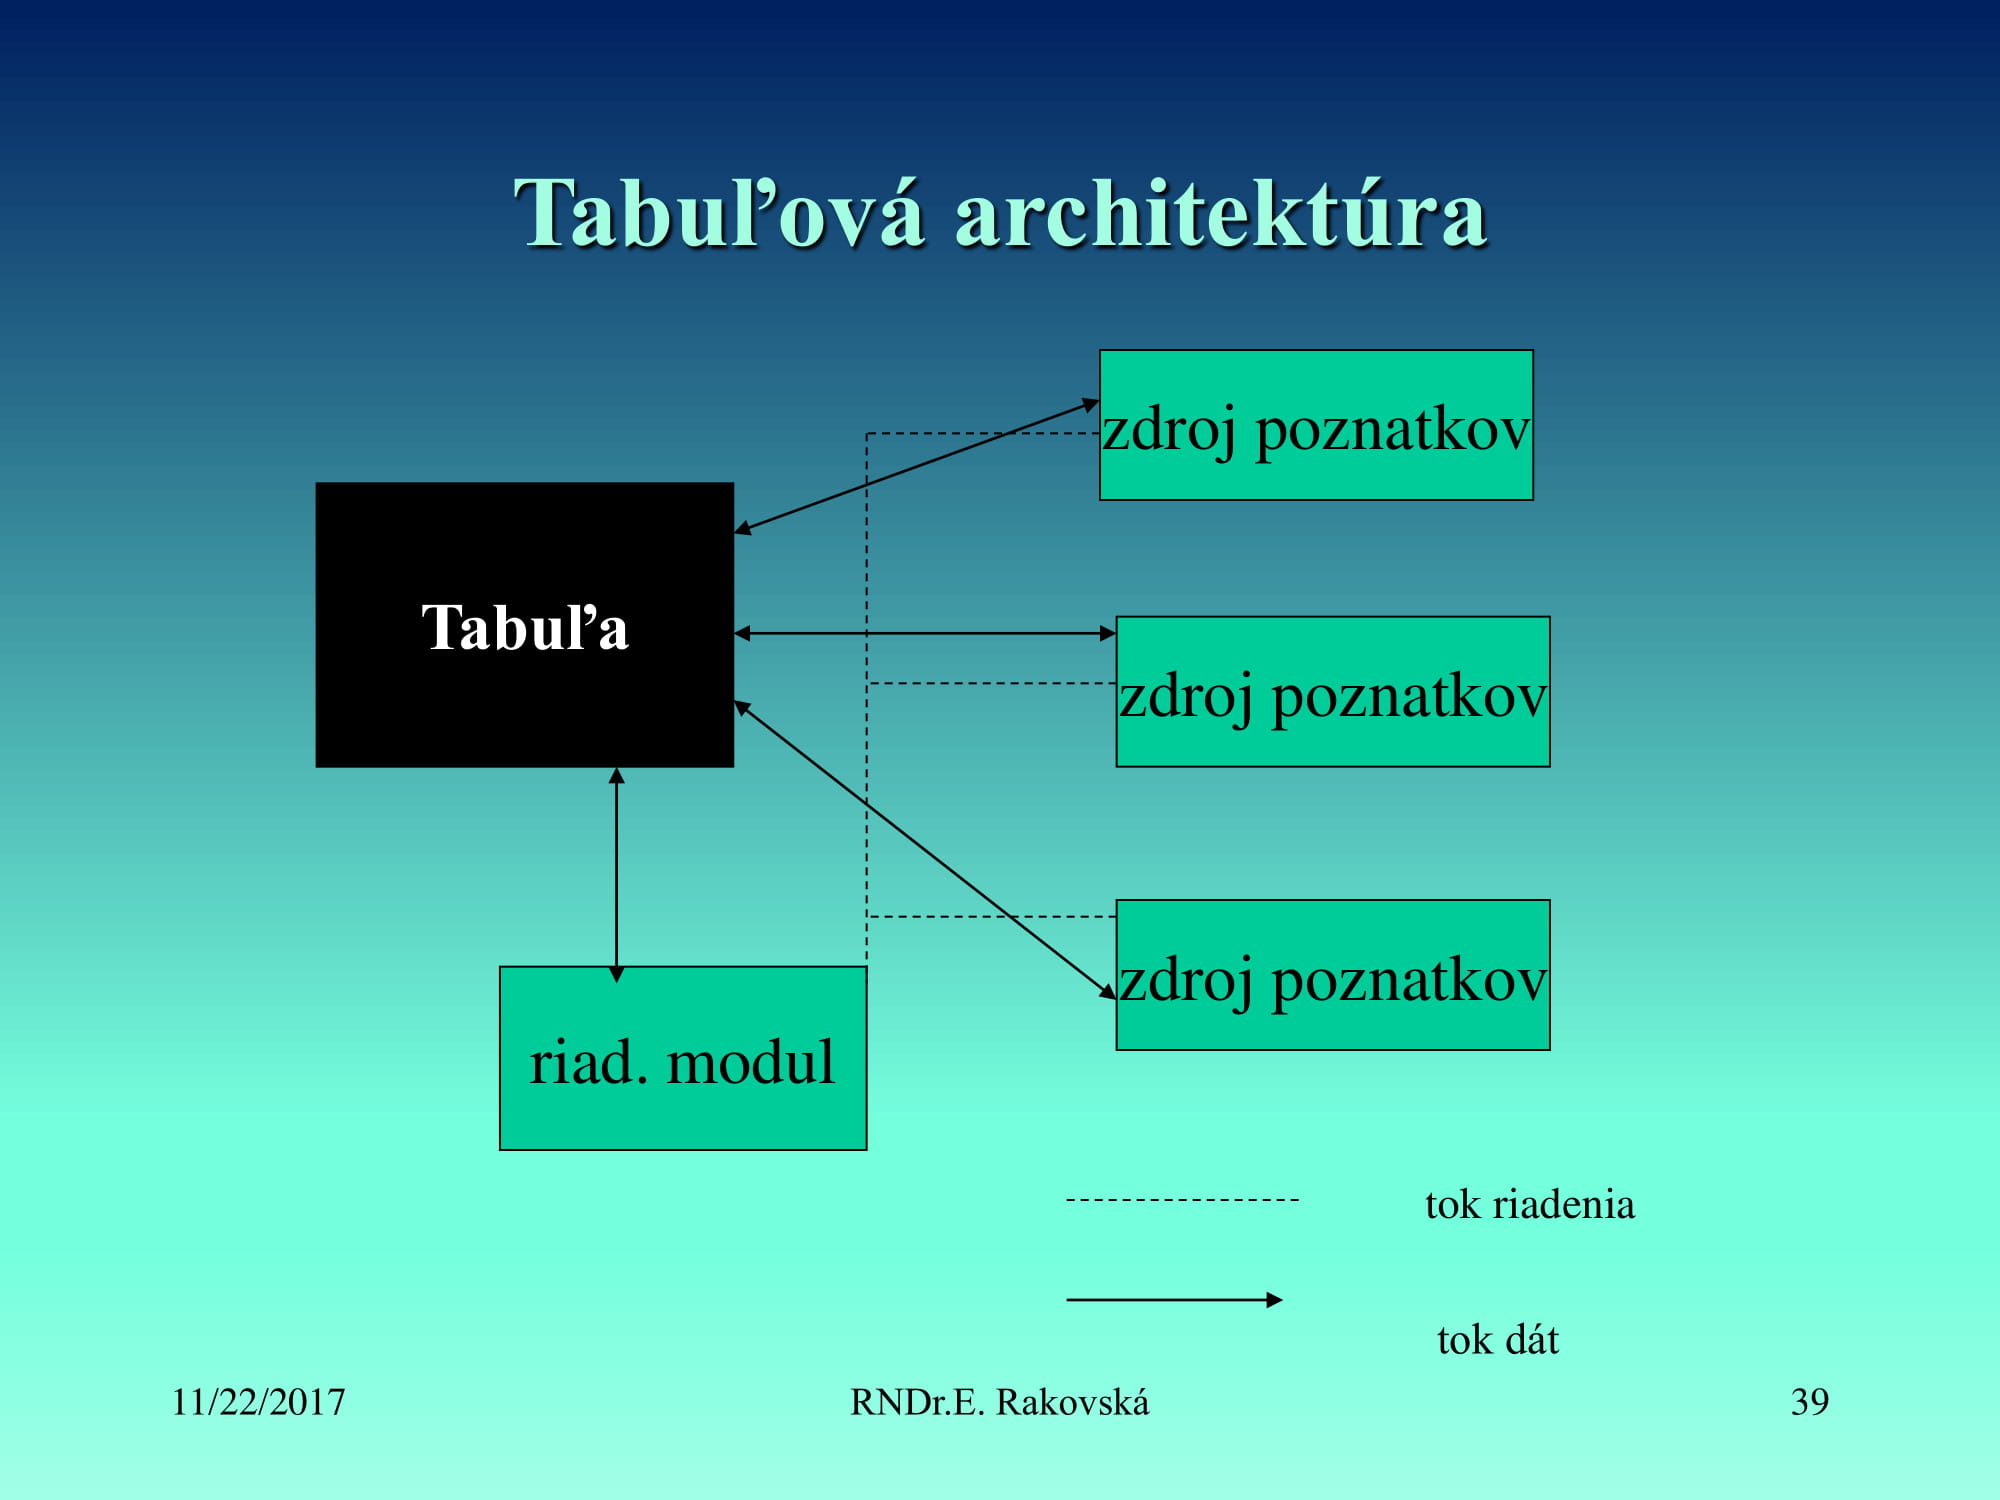 Tabuľová architektúra
zdroj poznatkov
Tabuľa
zdroj poznatkov
zdroj poznatkov
riad. modul
tok riadenia
tok dát
11/22/2017
RNDr.E. Rakovská
39